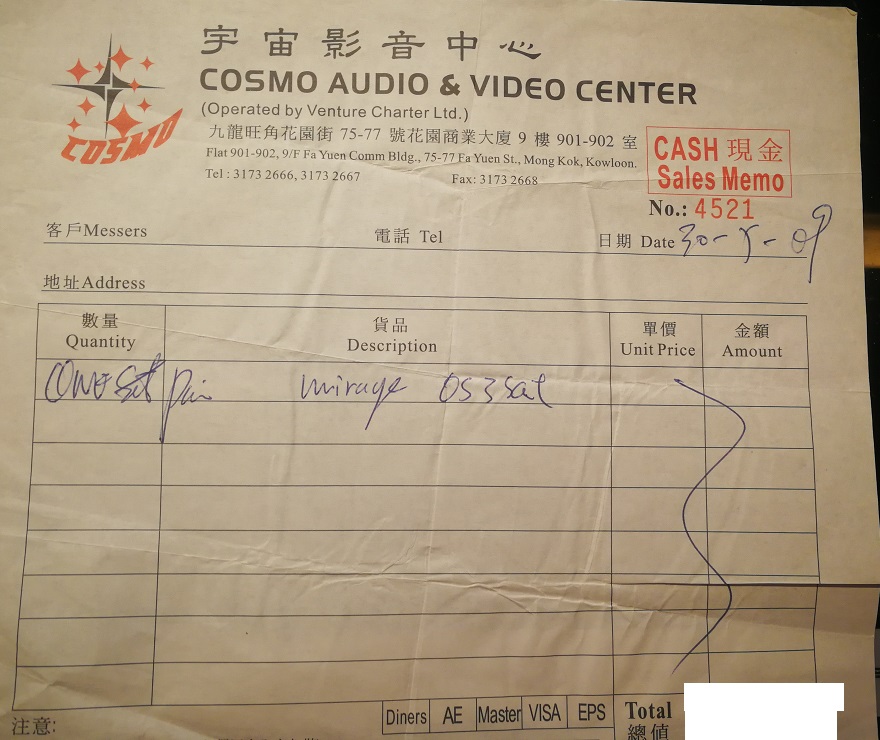 宇宙影音中心
COSMO AUDIO & VIDEO CENTER
(Operated by Venture Charter Ltd.)
九龍旺角花園街 75-77 號花園商業大廈 9 樓 901-902 室
Flat 901-902, 9/F Fa Yuen Comm Bldg., 75-77 Fa Yuen St., Mong Kok, Kowloon.
Tel : 3173 2666, 3173 2667 Fax: 3173 2668
COSMO
CASH 現金
Sales Memo
No.: 4521
客戶Messers 電話 Tel 日期 Date 30-5-09
地址Address
數量 貨品 單價 金額
Quantity Description Unit Price Amount
One Set pair mirage OS3 Sat
Diners AE Master VISA EPS Total
總值
注意: